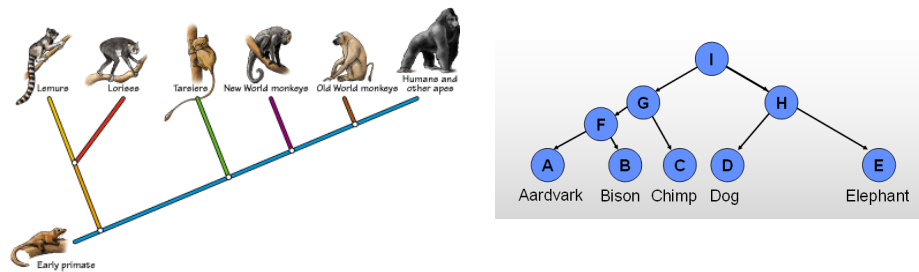 Lemurs
Lorises
Tarsiers
New World monkeys
Old World monkeys
Humans and
other apes
Early primate
I
G
H
F
A
B
C
D
E
Aardvark
Bison
Chimp
Dog
Elephant